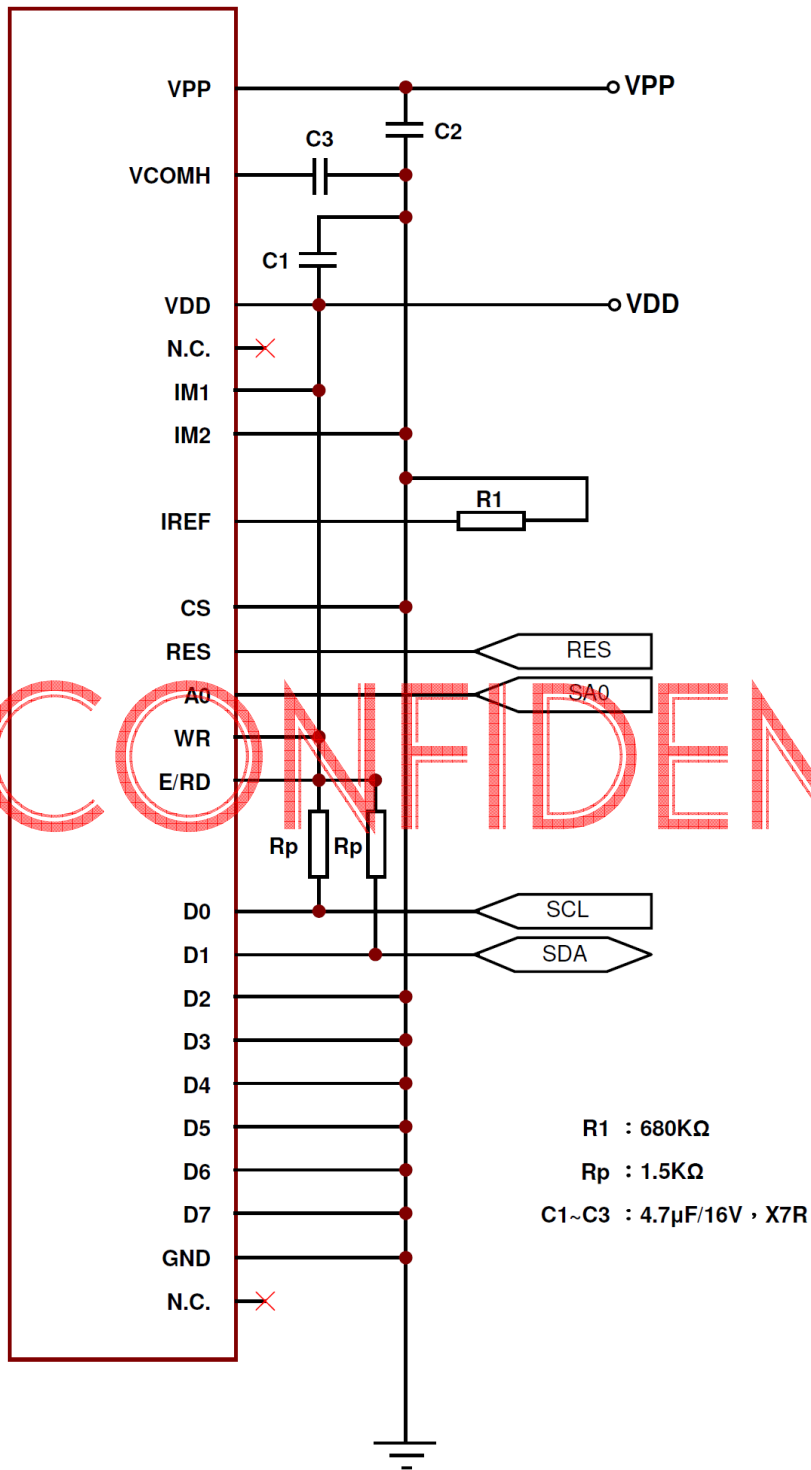 VPP
VPP
C2
C3
VCOMH
C1
VDD
VDD
N.C.
IM1
IM2
R1
IREF
CS
RES
RES
A0
SA0
CONFIDEN
WR
E/RD
Rp
Rp
D0
SCL
D1
SDA
D2
D3
D4
D5
R1 : 680KΩ
D6
Rp : 1.5KΩ
D7
C1~C3 : 4.7µF/16V，X7R
GND
N.C.